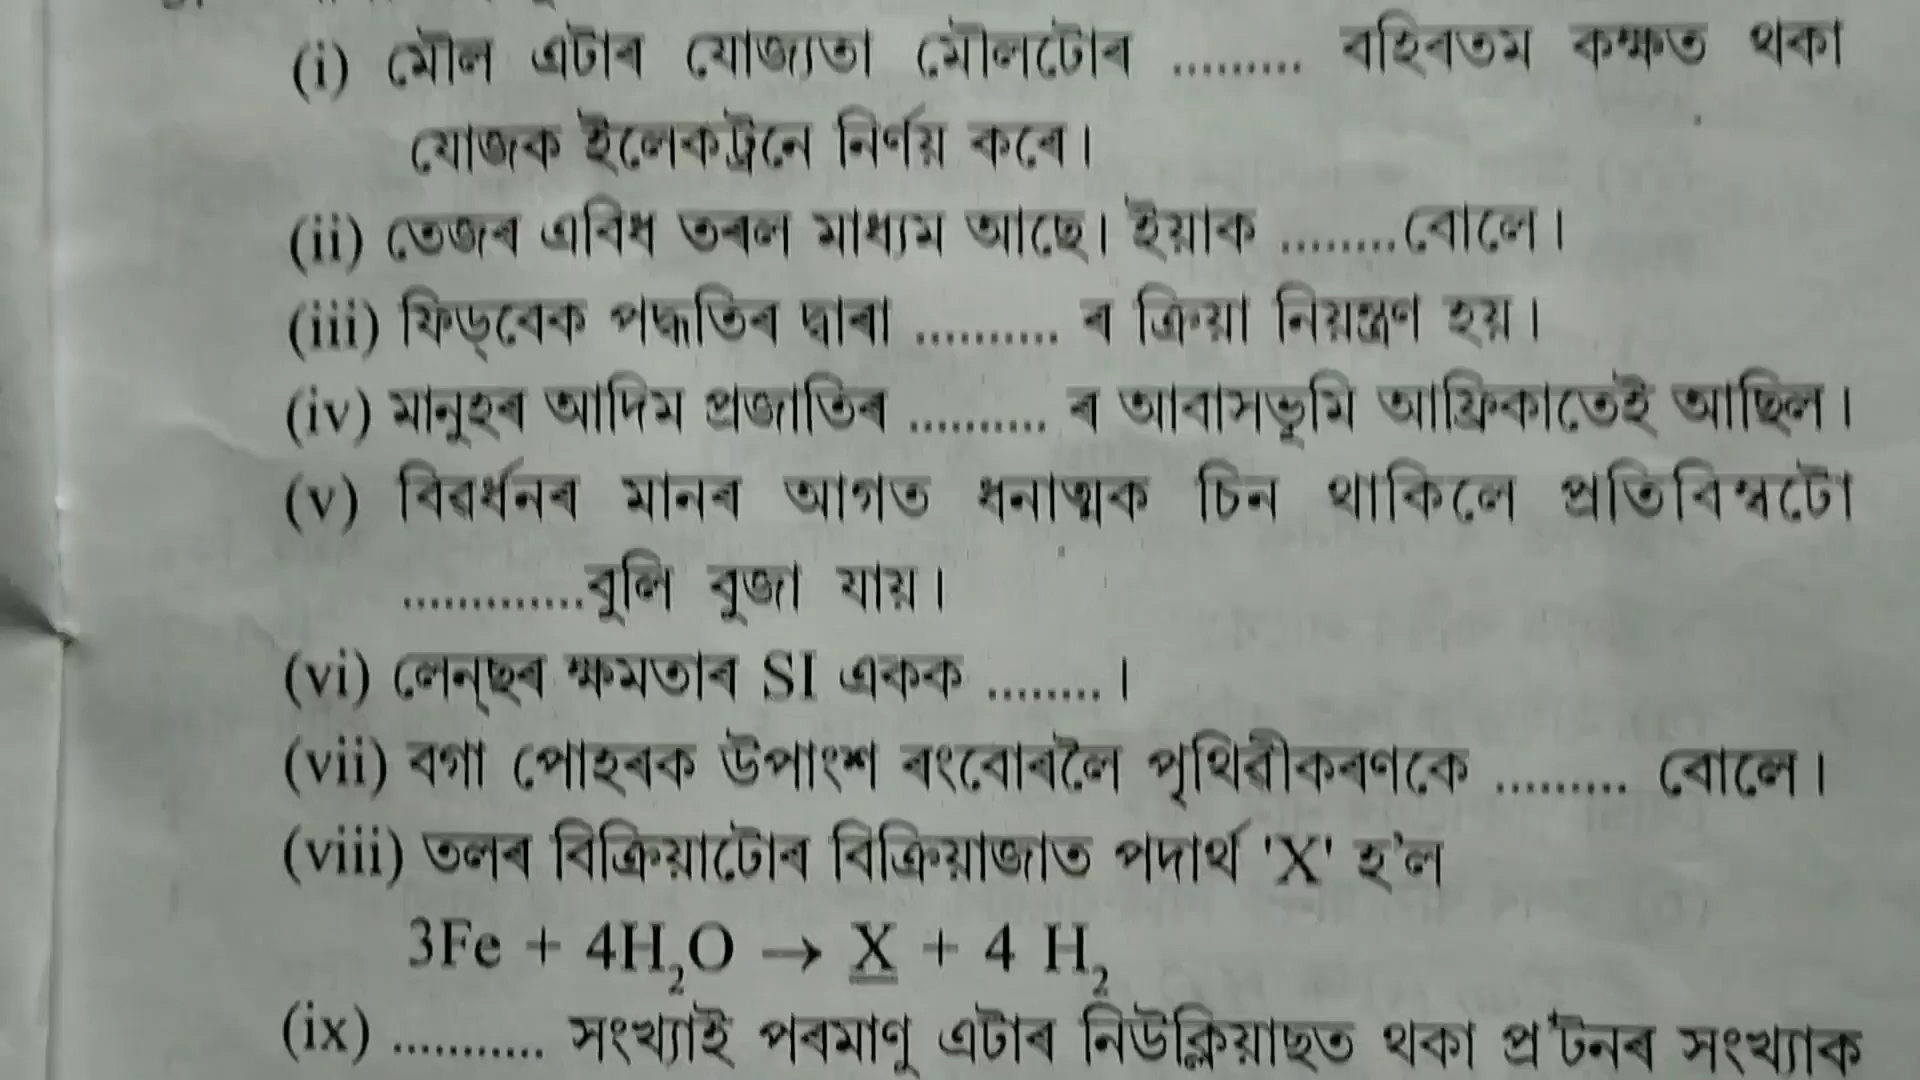 (i) মৌল এটাৰ যোজ্যতা মৌলটোৰ ......... বহিৰতম কক্ষত থকা
যোজক ইলেকট্ৰনে নিৰ্ণয় কৰে।
(ii) তেজৰ এবিধ তৰল মাধ্যম আছে। ইয়াক ........বোলে।
(iii) ফিড্‌বেক পদ্ধতিৰ দ্বাৰা .......... ৰ ক্ৰিয়া নিয়ন্ত্ৰণ হয়।
(iv) মানুহৰ আদিম প্ৰজাতিৰ .......... ৰ আবাসভূমি আফ্ৰিকাতেই আছিল।
(v) বিৱৰ্ধনৰ মানৰ আগত ধনাত্মক চিন থাকিলে প্ৰতিবিম্বটো
.............বুলি বুজা যায়।
(vi) লেন্‌ছৰ ক্ষমতাৰ SI একক ........।
(vii) বগা পোহৰক উপাংশ ৰংবোৰলৈ পৃথিৱীকৰণকে ......... বোলে।
(viii) তলৰ বিক্ৰিয়াটোৰ বিক্ৰিয়াজাত পদাৰ্থ 'X' হ'ল
3Fe + 4H₂O → X + 4 H₂
(ix) ........... সংখ্যাই পৰমাণু এটাৰ নিউক্লিয়াছত থকা প্ৰ'টনৰ সংখ্যাক